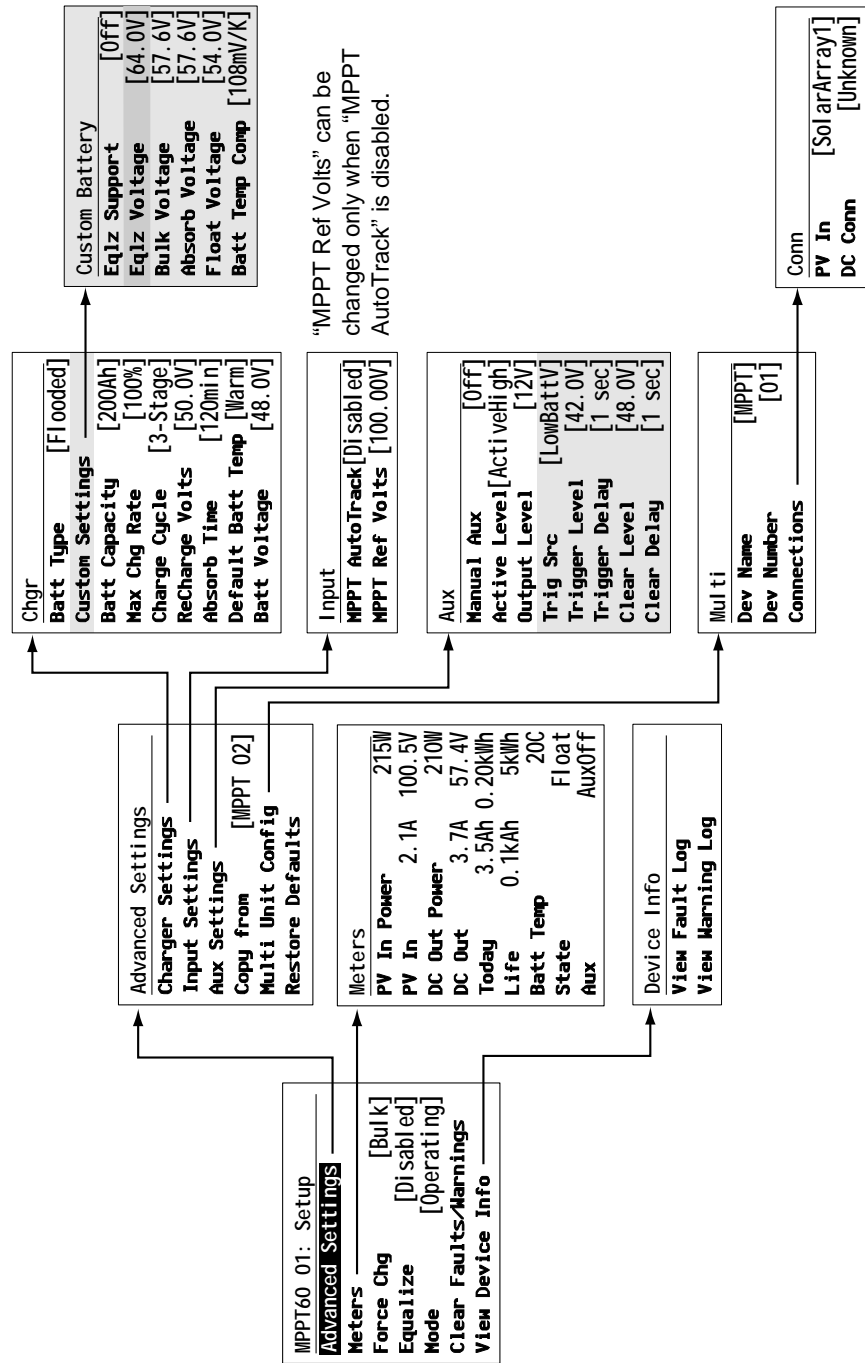 MPPT60 01: Setup
Advanced Settings
Meters
Force Chg [Bulk]
Equalize [Disabled]
Mode [Operating]
Clear Faults/Warnings
View Device Info
Advanced Settings
Charger Settings
Input Settings
Aux Settings
Copy from [MPPT 02]
Multi Unit Config
Restore Defaults
Meters
PV In Power 215W
PV In 2.1A 100.5V
DC Out Power 210W
DC Out 3.7A 57.4V
Today 3.5Ah 0.20kWh
Life 0.1kAh 5kWh
Batt Temp 20C
State Float
Aux AuxOff
Device Info
View Fault Log
View Warning Log
Chgr
Batt Type [Flooded]
Custom Settings
Batt Capacity [200Ah]
Max Chg Rate [100%]
Charge Cycle [3-Stage]
ReCharge Volts [50.0V]
Absorb Time [120min]
Default Batt Temp [Warm]
Batt Voltage [48.0V]
Input
MPPT AutoTrack[Disabled]
MPPT Ref Volts [100.00V]
Aux
Manual Aux [Off]
Active Level[ActiveHigh]
Output Level [12V]
Trig Src [LowBattV]
Trigger Level [42.0V]
Trigger Delay [1 sec]
Clear Level [48.0V]
Clear Delay [1 sec]
Multi
Dev Name [MPPT]
Dev Number [01]
Connections
Custom Battery
Eqlz Support [Off]
Eqlz Voltage [64.0V]
Bulk Voltage [57.6V]
Absorb Voltage [57.6V]
Float Voltage [54.0V]
Batt Temp Comp [108mV/K]
“MPPT Ref Volts” can be
changed only when “MPPT
AutoTrack” is disabled.
Conn
PV In [SolarArray1]
DC Conn [Unknown]